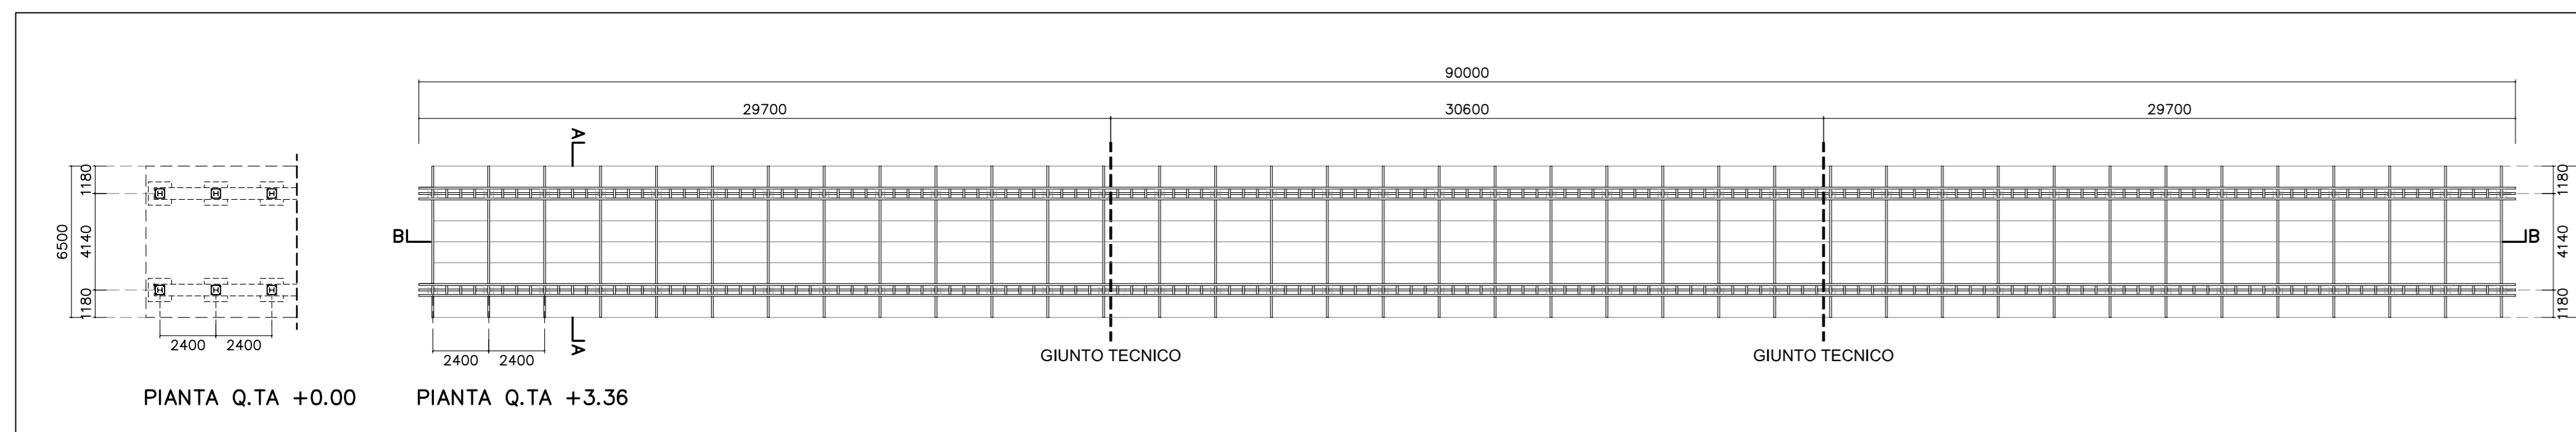 90000
29700 30600 29700
A
1180
4140
1180
6500
B B
1180
4140
1180
2400 2400
2400 2400
A
GIUNTO TECNICO GIUNTO TECNICO
PIANTA Q.TA +0.00 PIANTA Q.TA +3.36